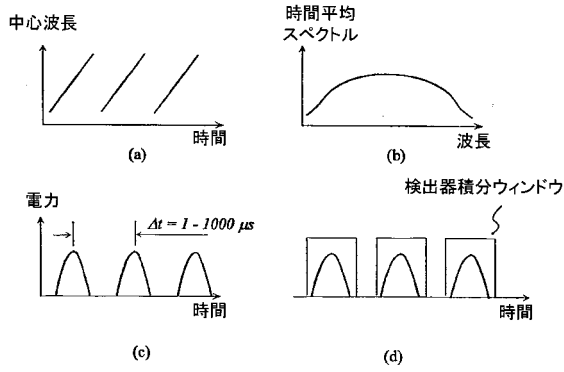 中心波長
時間
(a)
時間平均
スペクトル
波長
(b)
電力
Δt = 1 - 1000 μs
時間
(c)
検出器積分ウィンドウ
時間
(d)